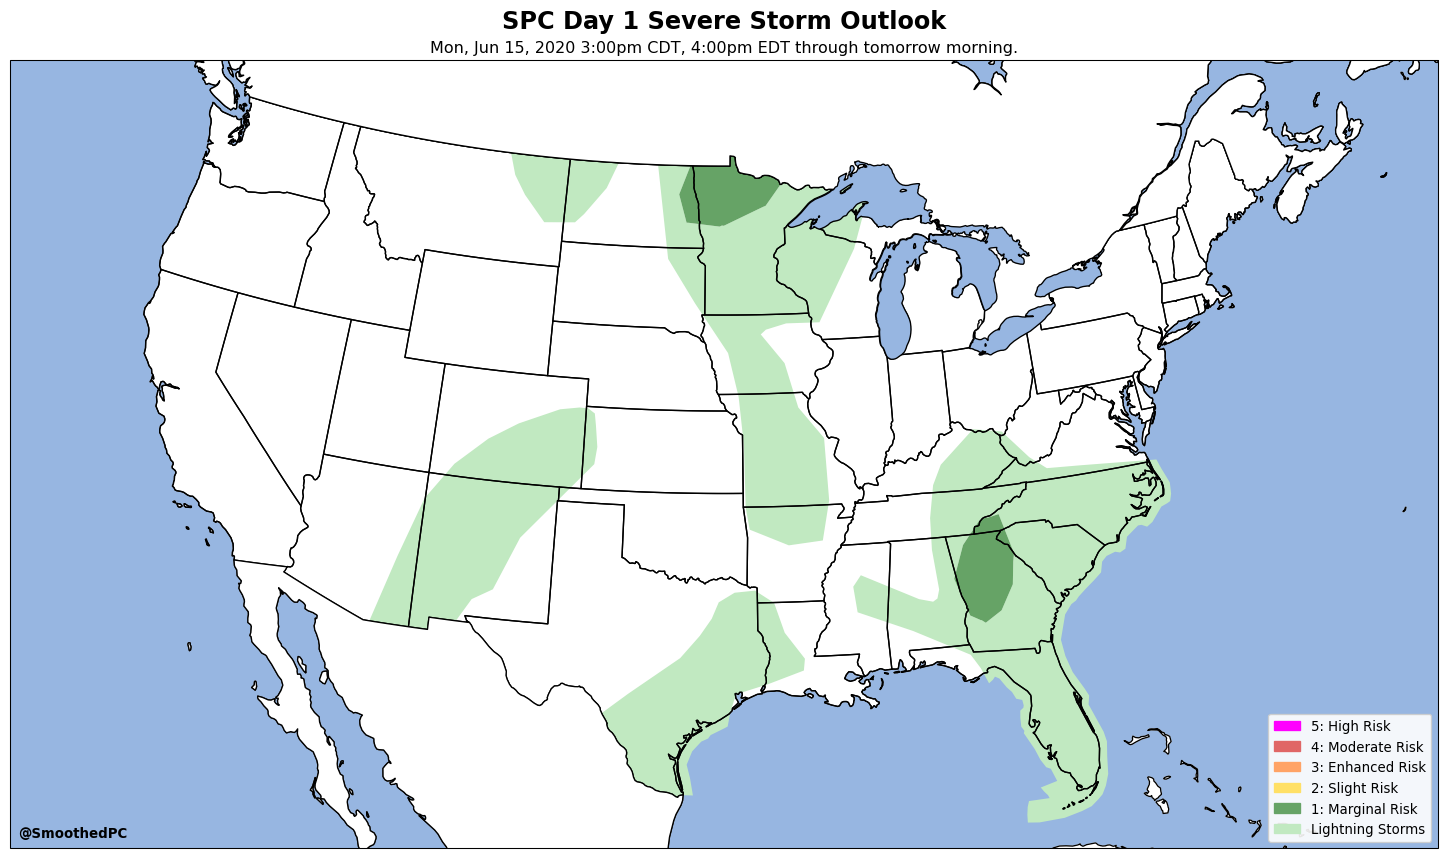 SPC Day 1 Severe Storm Outlook
Mon, Jun 15, 2020 3:00pm CDT, 4:00pm EDT through tomorrow morning.
5: High Risk
4: Moderate Risk
3: Enhanced Risk
2: Slight Risk
1: Marginal Risk
Lightning Storms
@SmoothedPC